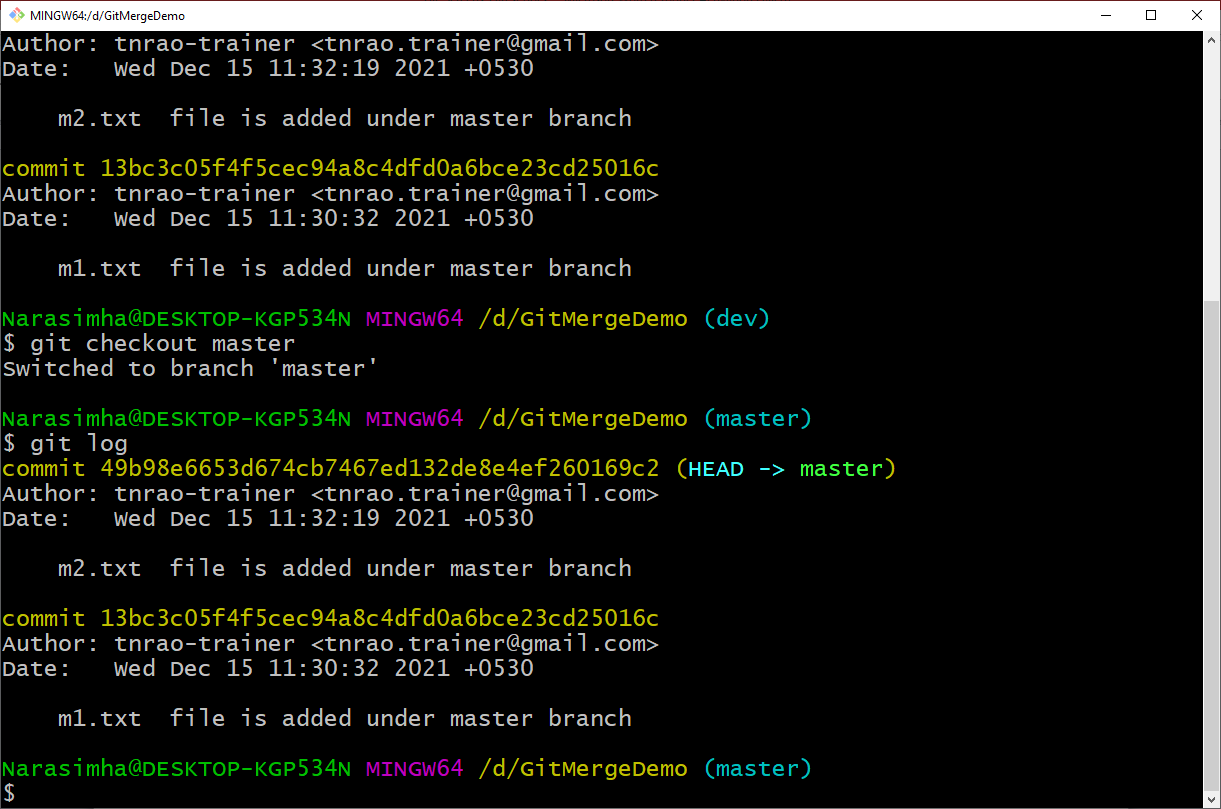 MINGW64:/d/GitMergeDemo
Author: tnrao-trainer <tnrao.trainer@gmail.com>
Date:   Wed Dec 15 11:32:19 2021 +0530
m2.txt  file is added under master branch
commit 13bc3c05f4f5cec94a8c4dfd0a6bce23cd25016c
Author: tnrao-trainer <tnrao.trainer@gmail.com>
Date:   Wed Dec 15 11:30:32 2021 +0530
m1.txt  file is added under master branch
Narasimha@DESKTOP-KGP534N MINGW64 /d/GitMergeDemo (dev)
$ git checkout master
Switched to branch 'master'
Narasimha@DESKTOP-KGP534N MINGW64 /d/GitMergeDemo (master)
$ git log
commit 49b98e6653d674cb7467ed132de8e4ef260169c2 (HEAD -> master)
Author: tnrao-trainer <tnrao.trainer@gmail.com>
Date:   Wed Dec 15 11:32:19 2021 +0530
m2.txt  file is added under master branch
commit 13bc3c05f4f5cec94a8c4dfd0a6bce23cd25016c
Author: tnrao-trainer <tnrao.trainer@gmail.com>
Date:   Wed Dec 15 11:30:32 2021 +0530
m1.txt  file is added under master branch
Narasimha@DESKTOP-KGP534N MINGW64 /d/GitMergeDemo (master)
$